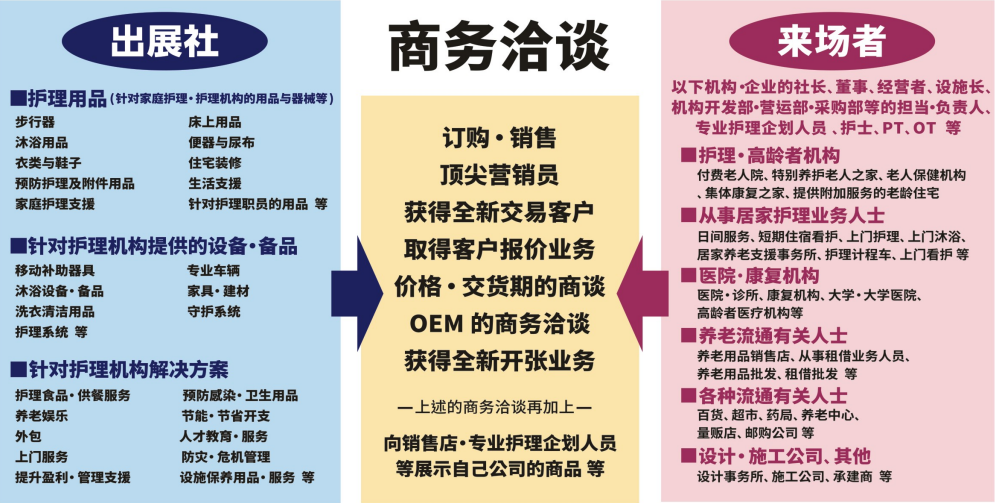 出展社
■护理用品(针对家庭护理・护理机构的用品与器械等)
步行器
床上用品
沐浴用品
便器与尿布
衣类与鞋子
住宅装修
预防护理及附件用品
生活支援
家庭护理支援
针对护理职员的用品 等
■针对护理机构提供的设备・备品
移动补助器具
专业车辆
沐浴设备・备品
家具・建材
洗衣清洁用品
守护系统
护理系统 等
■针对护理机构解决方案
护理食品・供餐服务
预防感染・卫生用品
养老娱乐
节能・节省开支
外包
人才教育・服务
上门服务
防灾・危机管理
提升盈利・管理支援
设施保养用品・服务 等
商务洽谈
订购・销售
顶尖营销员
获得全新交易客户
取得客户报价业务
价格・交货期的商谈
OEM 的商务洽谈
获得全新开张业务
—上述的商务洽谈再加上—
向销售店・专业护理企划人员
等展示自己公司的商品 等
来场者
以下机构・企业的社长、董事、经营者、设施长、
机构开发部・营运部・采购部等的担当・负责人、
专业护理企划人员、护士、PT、OT 等
■护理・高龄者机构
付费老人院、特别养护老人之家、老人保健机构
、集体康复之家、提供附加服务的老龄住宅
■从事居家护理业务人士
日间服务、短期住宿看护、上门护理、上门沐浴、
居家养老支援事务所、护理计程车、上门看护 等
■医院・康复机构
医院・诊所、康复机构、大学・大学医院、
高龄者医疗机构等
■养老流通有关人士
养老用品销售店、从事租借业务人员、
养老用品批发、租借批发 等
■各种流通有关人士
百货、超市、药局、养老中心、
量贩店、邮购公司 等
■设计・施工公司、其他
设计事务所、施工公司、承建商 等